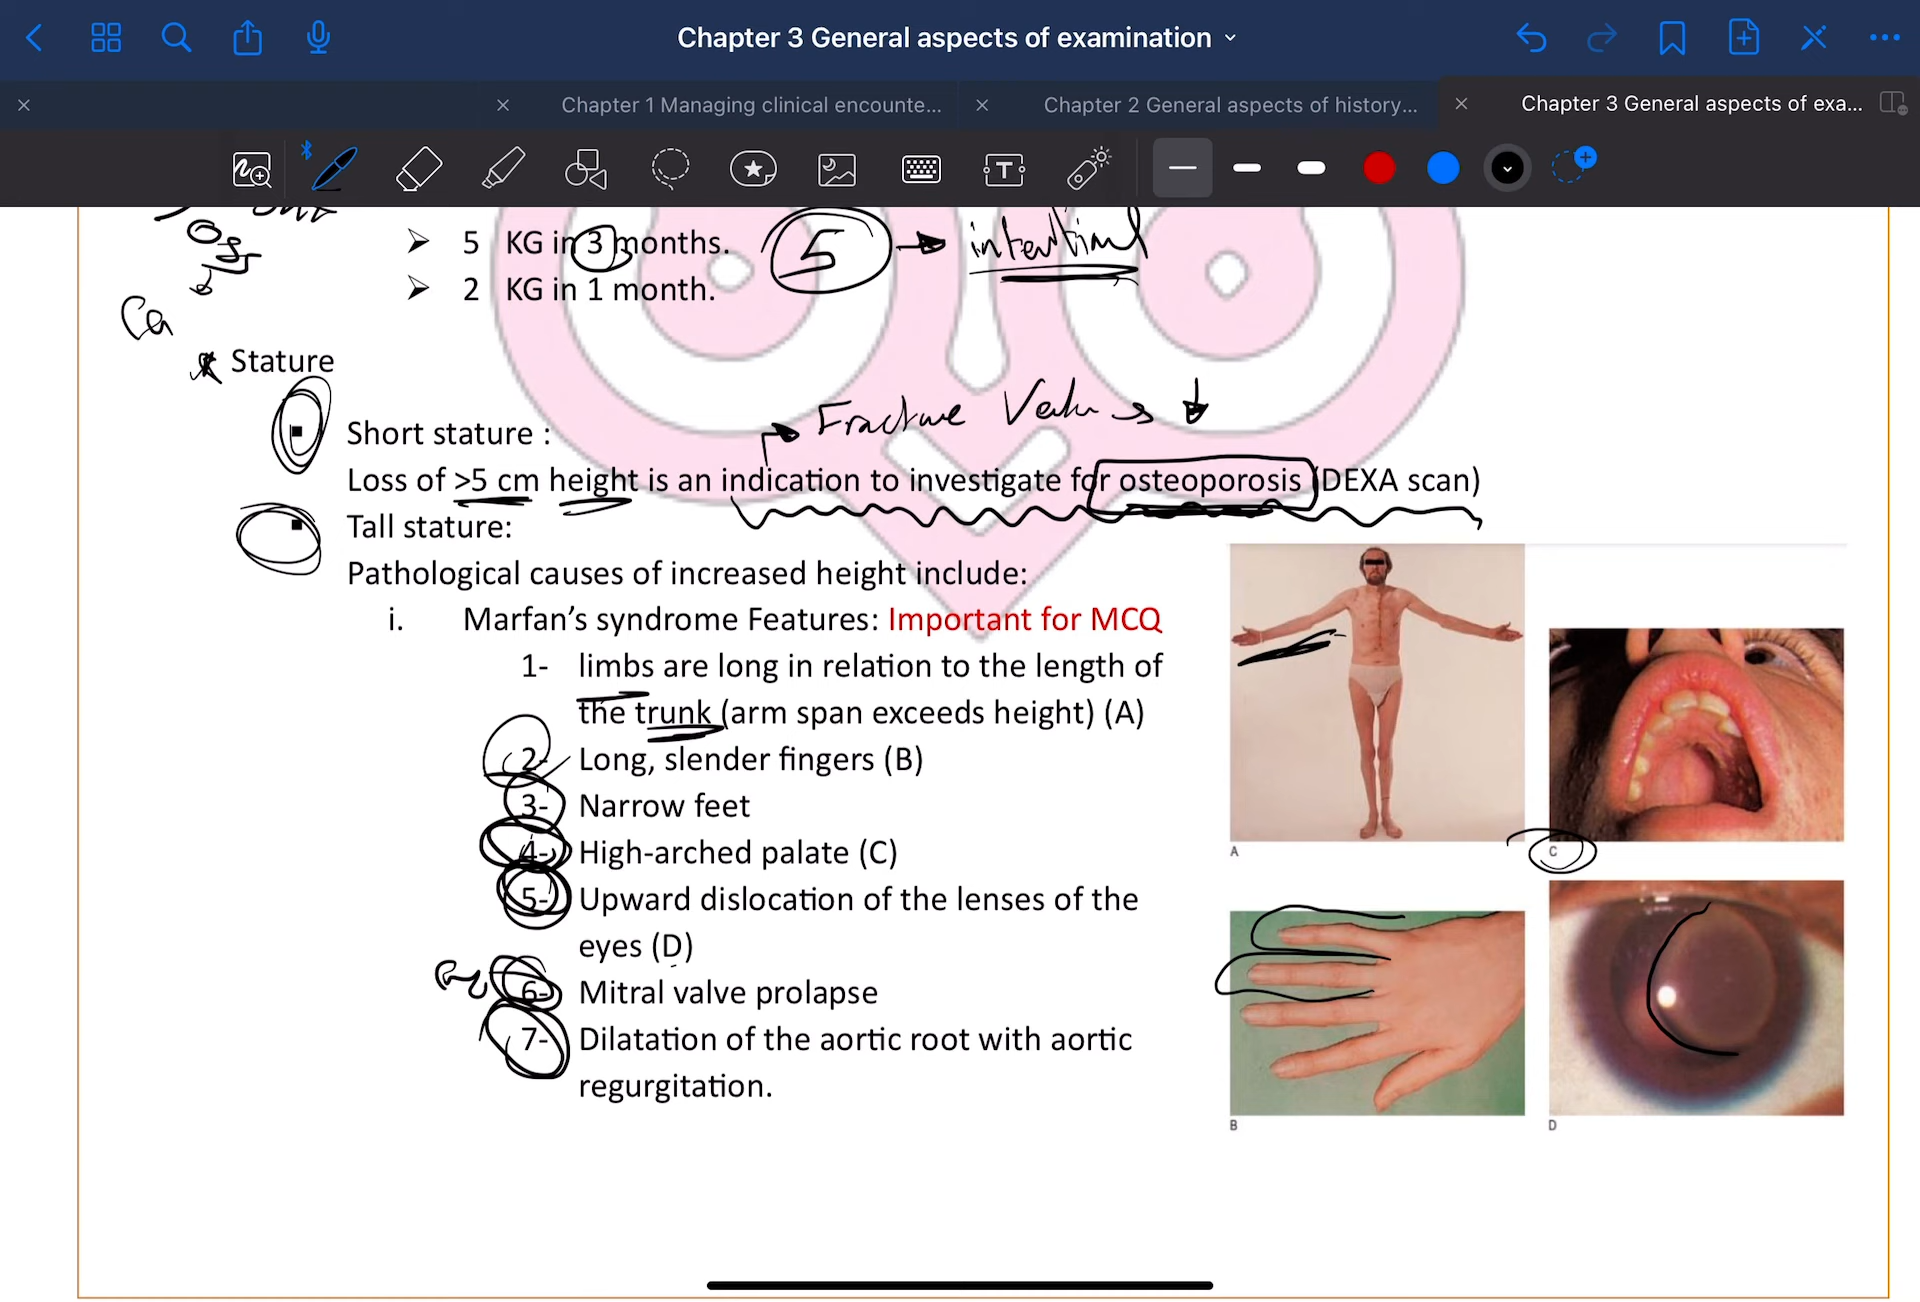 Chapter 3 General aspects of examination
Chapter 1 Managing clinical encounte...
Chapter 2 General aspects of history...
Chapter 3 General aspects of exa...
T
5 KG in 3 months.
5 → intentional
2 KG in 1 month.
Ca
Stature
Fracture
Short stature :
Loss of >5 cm height is an indication to investigate for osteoporosis (DEXA scan)
Tall stature:
Pathological causes of increased height include:
i. Marfan’s syndrome Features: Important for MCQ
1- limbs are long in relation to the length of
the trunk (arm span exceeds height) (A)
2- Long, slender fingers (B)
3- Narrow feet
4- High-arched palate (C)
5- Upward dislocation of the lenses of the
eyes (D)
6- Mitral valve prolapse
7- Dilatation of the aortic root with aortic
regurgitation.
A
C
B
D